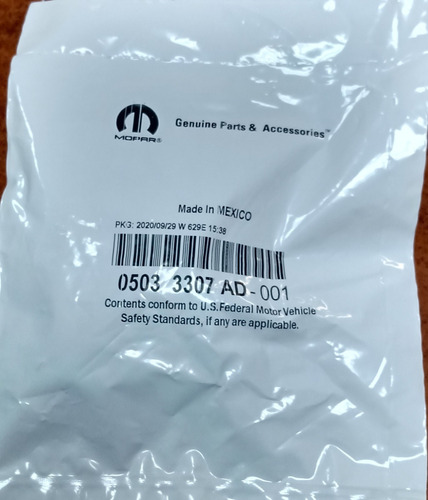 MOPAR®
Genuine Parts & Accessories™
Made In MEXICO
PKG: 2020/09/29 W 629E 15:38
0503 3307 AD-001
Contents conform to U.S.Federal Motor Vehicle
Safety Standards, if any are applicable.